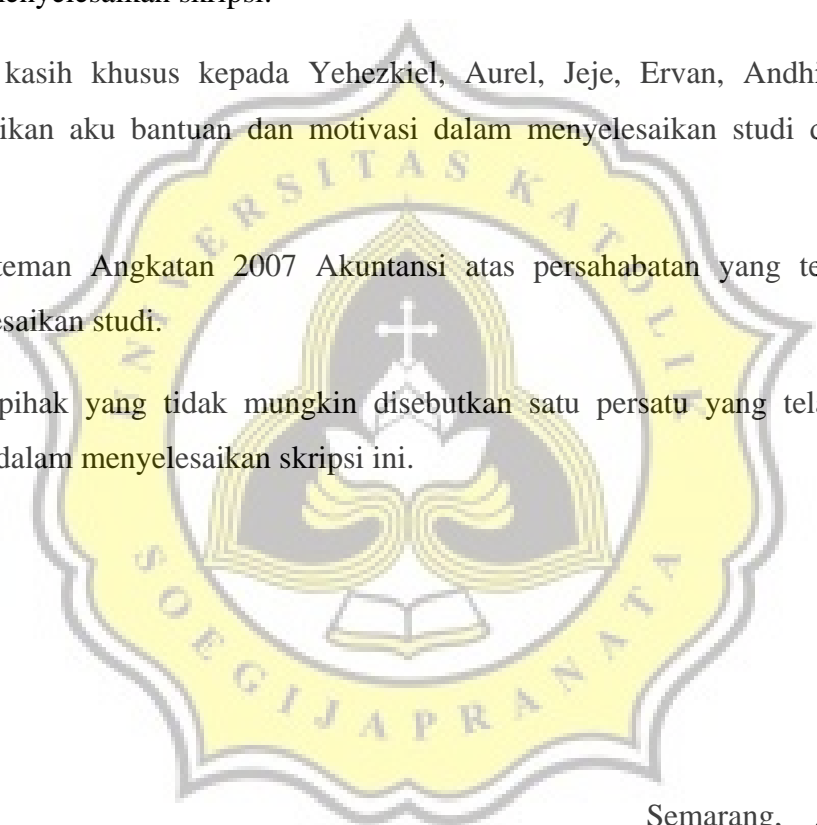 menyelesaikan skripsi.
kasih khusus kepada Yehezkiel, Aurel, Jeje, Ervan, Andhi
ikan aku bantuan dan motivasi dalam menyelesaikan studi d
teman Angkatan 2007 Akuntansi atas persahabatan yang te
esaikan studi.
pihak yang tidak mungkin disebutkan satu persatu yang tela
dalam menyelesaikan skripsi ini.
UNIVERSITAS KATOLIK
SOEGIJAPRANATA
Semarang,